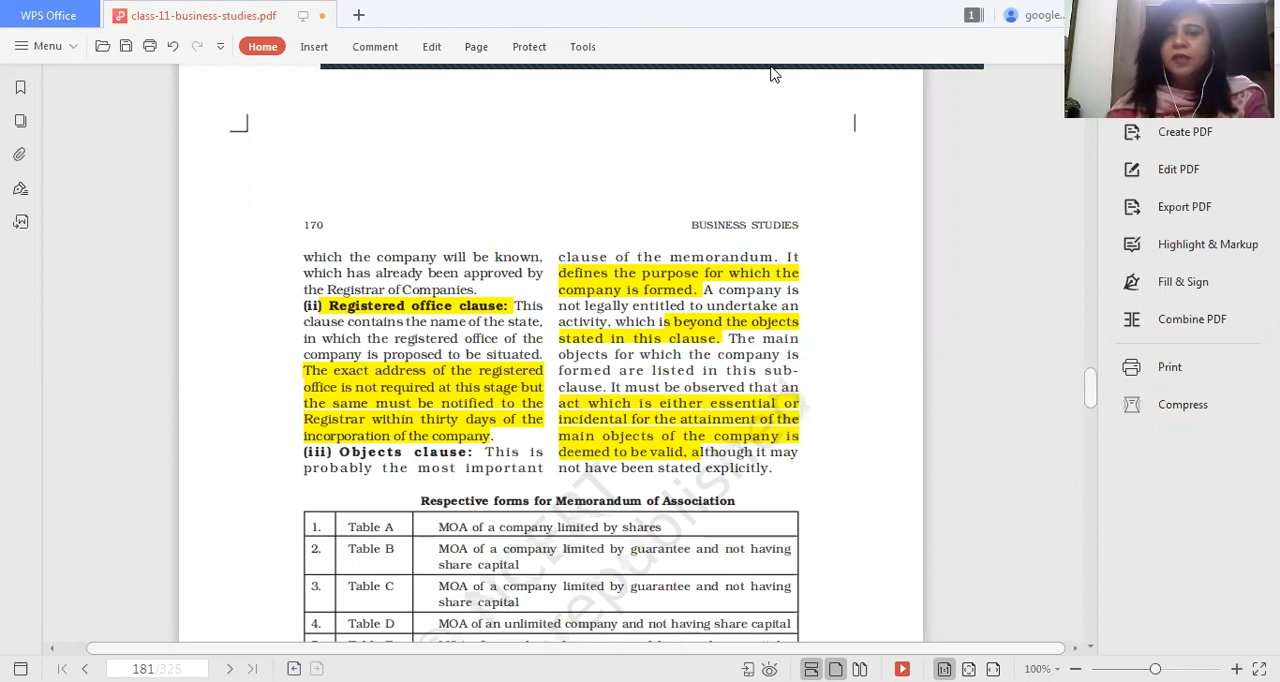 WPS Office
class-11-business-studies.pdf
1
google...
Menu
Home
Insert
Comment
Edit
Page
Protect
Tools
Create PDF
Edit PDF
Export PDF
Highlight & Markup
Fill & Sign
Combine PDF
Print
Compress
170
BUSINESS STUDIES
which the company will be known,
which has already been approved by
the Registrar of Companies.
(ii) Registered office clause: This
clause contains the name of the state,
in which the registered office of the
company is proposed to be situated.
The exact address of the registered
office is not required at this stage but
the same must be notified to the
Registrar within thirty days of the
incorporation of the company.
(iii) Objects clause: This is
probably the most important
clause of the memorandum. It
defines the purpose for which the
company is formed. A company is
not legally entitled to undertake an
activity, which is beyond the objects
stated in this clause. The main
objects for which the company is
formed are listed in this sub-
clause. It must be observed that an
act which is either essential or
incidental for the attainment of the
main objects of the company is
deemed to be valid, although it may
not have been stated explicitly.
Respective forms for Memorandum of Association
1. Table A MOA of a company limited by shares
2. Table B MOA of a company limited by guarantee and not having
share capital
3. Table C MOA of a company limited by guarantee and not having
share capital
4. Table D MOA of an unlimited company and not having share capital
NCERT
republished
181/325
100%